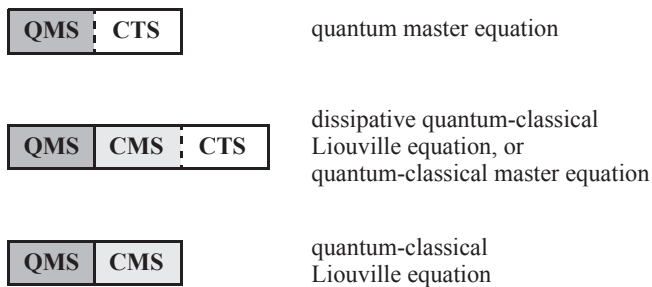 QMS CTS quantum master equation
dissipative quantum-classical
QMS CMS CTS Liouville equation, or
quantum-classical master equation
quantum-classical
QMS CMS Liouville equation